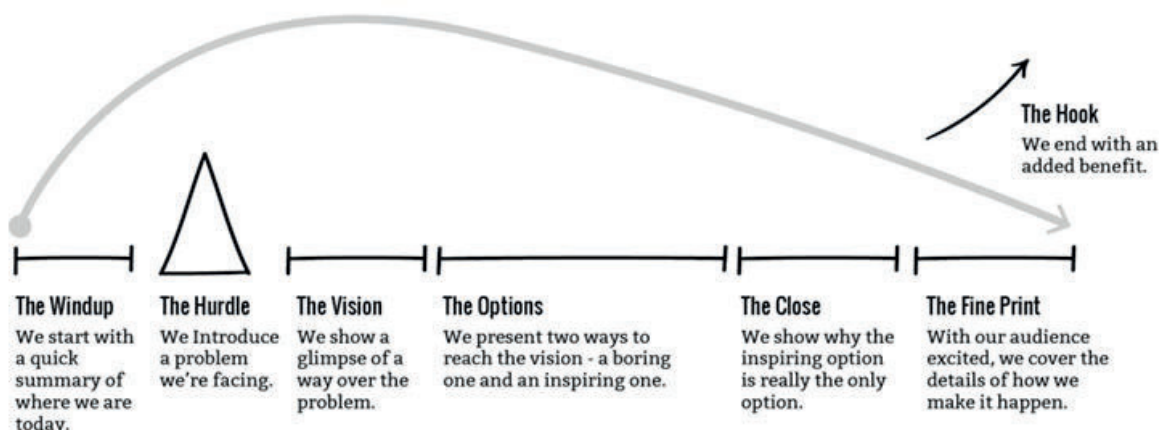 The Windup
We start with
a quick
summary of
where we are
today.
The Hurdle
We Introduce
a problem
we're facing.
The Vision
We show a
glimpse of a
way over the
problem.
The Options
We present two ways to
reach the vision - a boring
one and an inspiring one.
The Close
We show why the
inspiring option
is really the only
option.
The Fine Print
With our audience
excited, we cover the
details of how we
make it happen.
The Hook
We end with an
added benefit.